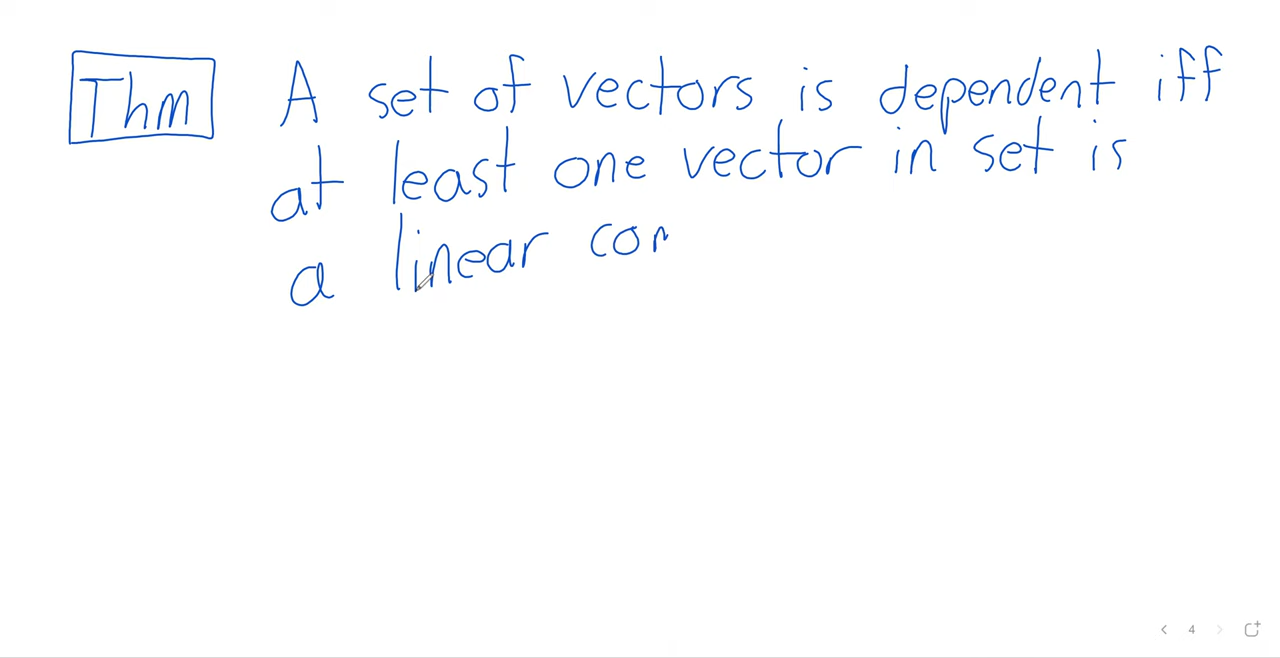 Thm A set of vectors is dependent iff
at least one vector in set is
a linear
4